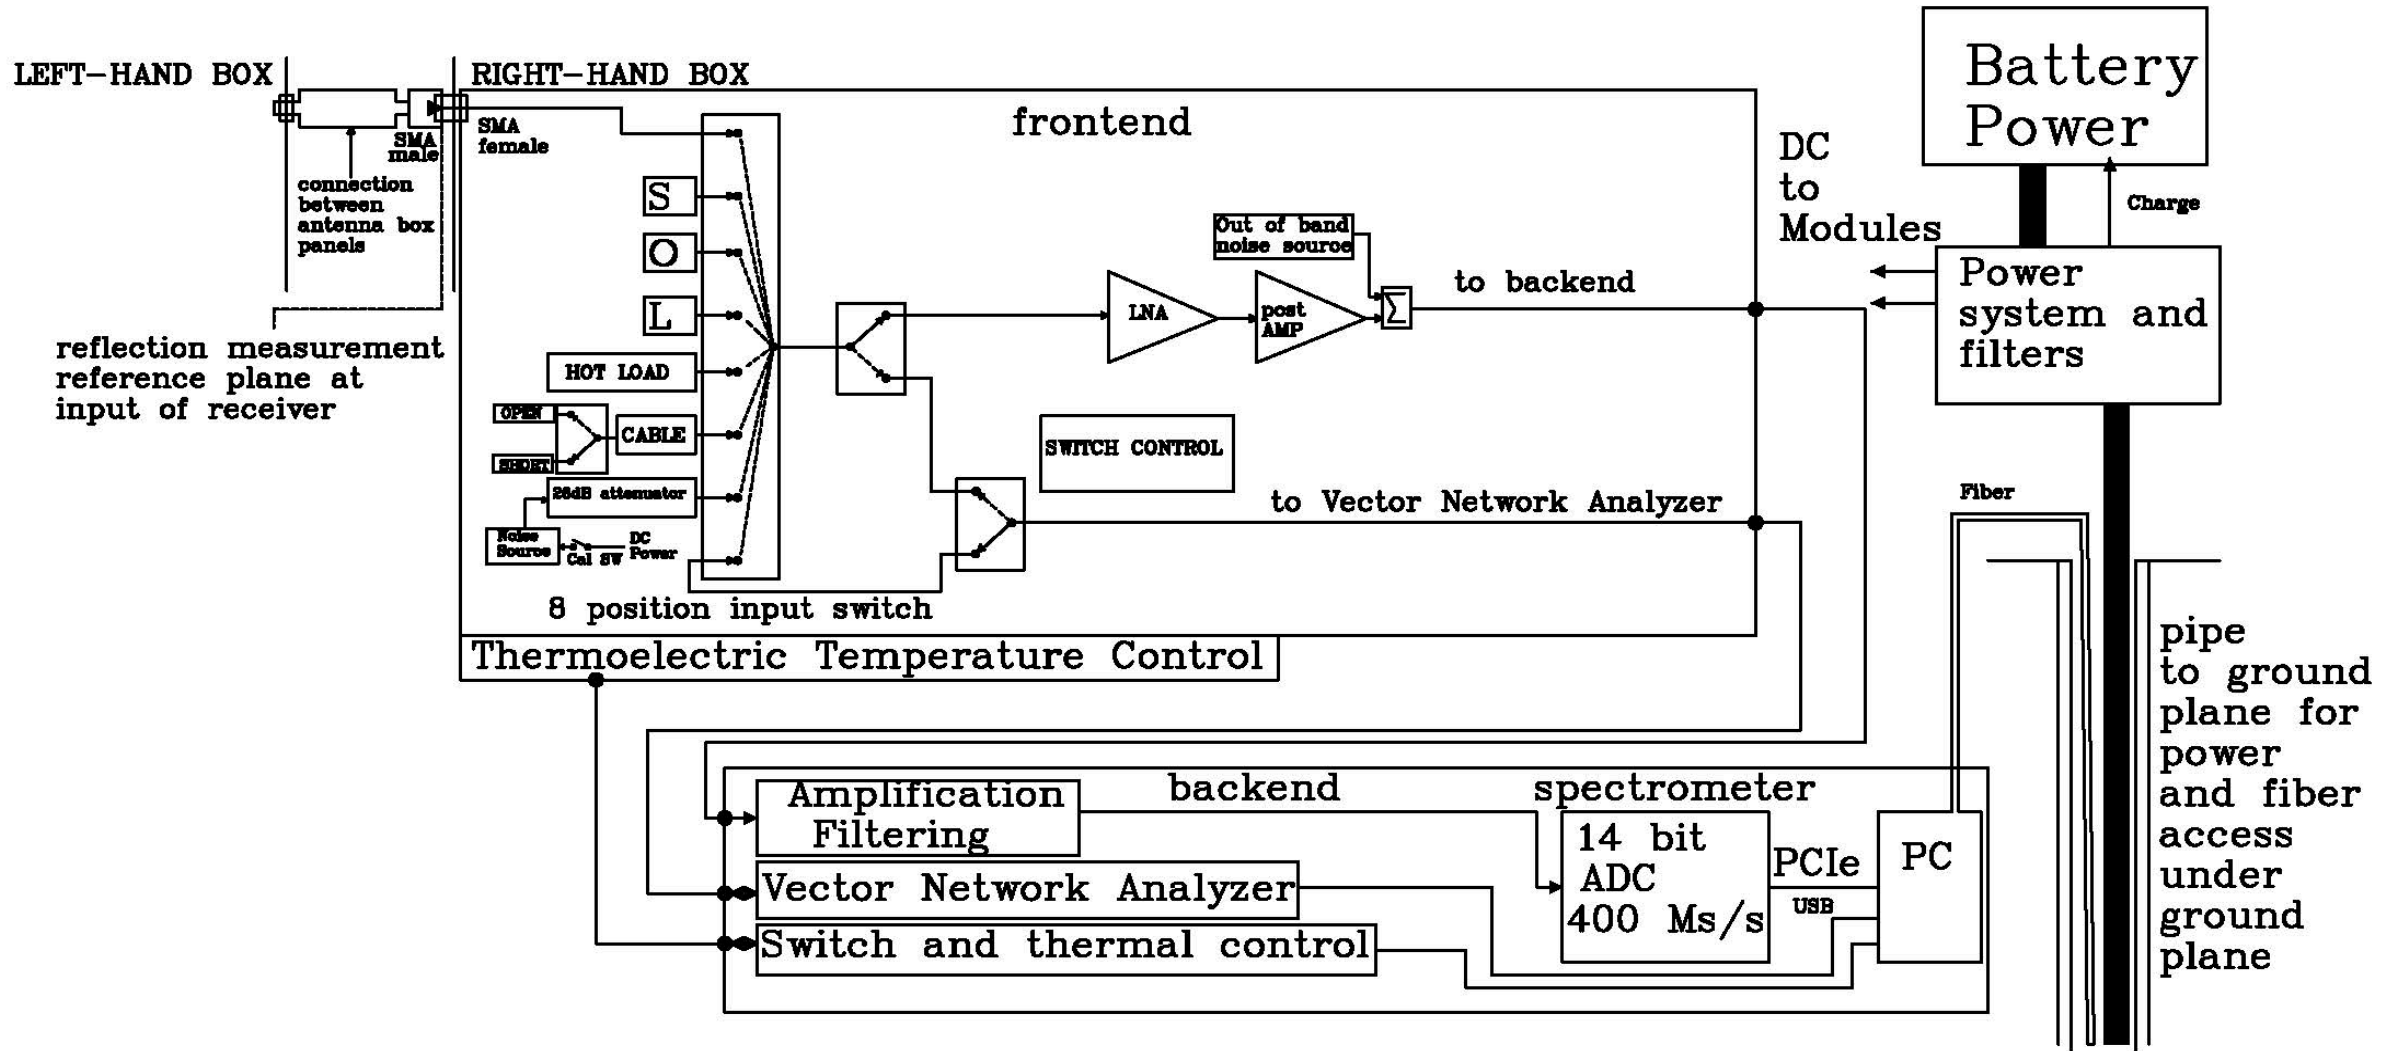 LEFT-HAND BOX
RIGHT-HAND BOX
SMA
male
SMA
female
connection
between
antenna box
panels
reflection measurement
reference plane at
input of receiver
frontend
S
O
L
HOT LOAD
OPEN
SHORT
CABLE
26dB attenuator
Noise
Source
Cal SW
DC
Power
8 position input switch
Out of band
noise source
LNA
post
AMP
Σ
to backend
SWITCH CONTROL
to Vector Network Analyzer
Thermoelectric Temperature Control
DC
to
Modules
Battery
Power
Charge
Power
system and
filters
Fiber
pipe
to ground
plane for
power
and fiber
access
under
ground
plane
backend
spectrometer
Amplification
Filtering
Vector Network Analyzer
Switch and thermal control
14 bit
ADC
400 Ms/s
PCIe
USB
PC